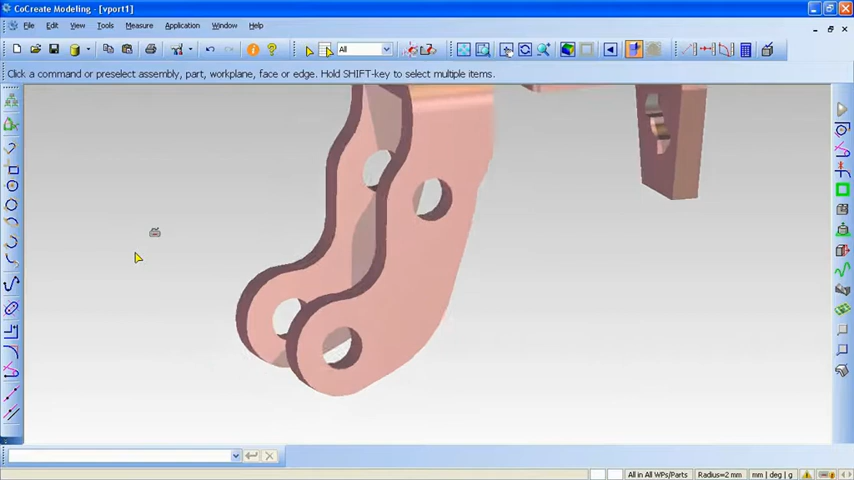 CoCreate Modeling - [vport1]
File Edit View Tools Measure Application Window Help
All
Click a command or preselect assembly, part, workplane, face or edge. Hold SHIFT-key to select multiple items.
All in All WPs/Parts Radius=2 mm mm | deg | g